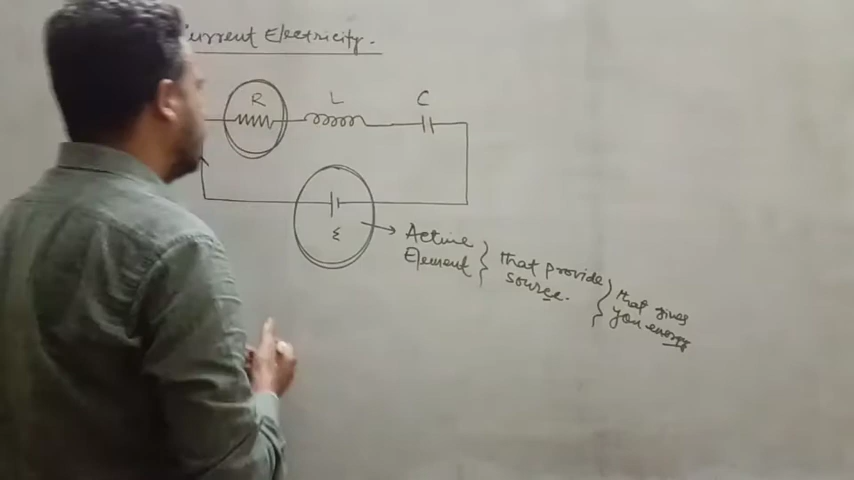 urrent Electricity.
R L C
ε
Active
Element
that provide
source.
that gives
you energy